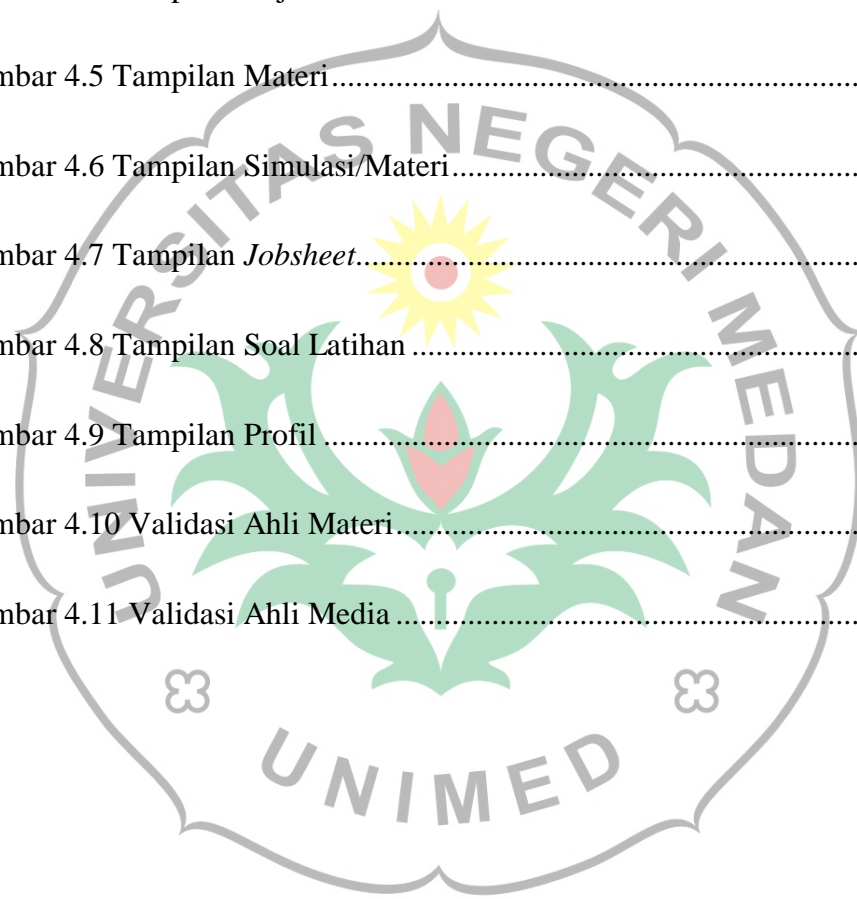 mbar 4.5 Tampilan Materi................................................................
mbar 4.6 Tampilan Simulasi/Materi.................................................
mbar 4.7 Tampilan Jobsheet.............................................................
mbar 4.8 Tampilan Soal Latihan ......................................................
mbar 4.9 Tampilan Profil .................................................................
mbar 4.10 Validasi Ahli Materi........................................................
mbar 4.11 Validasi Ahli Media ........................................................
UNIVERSITAS NEGERI MEDAN
UNIMED